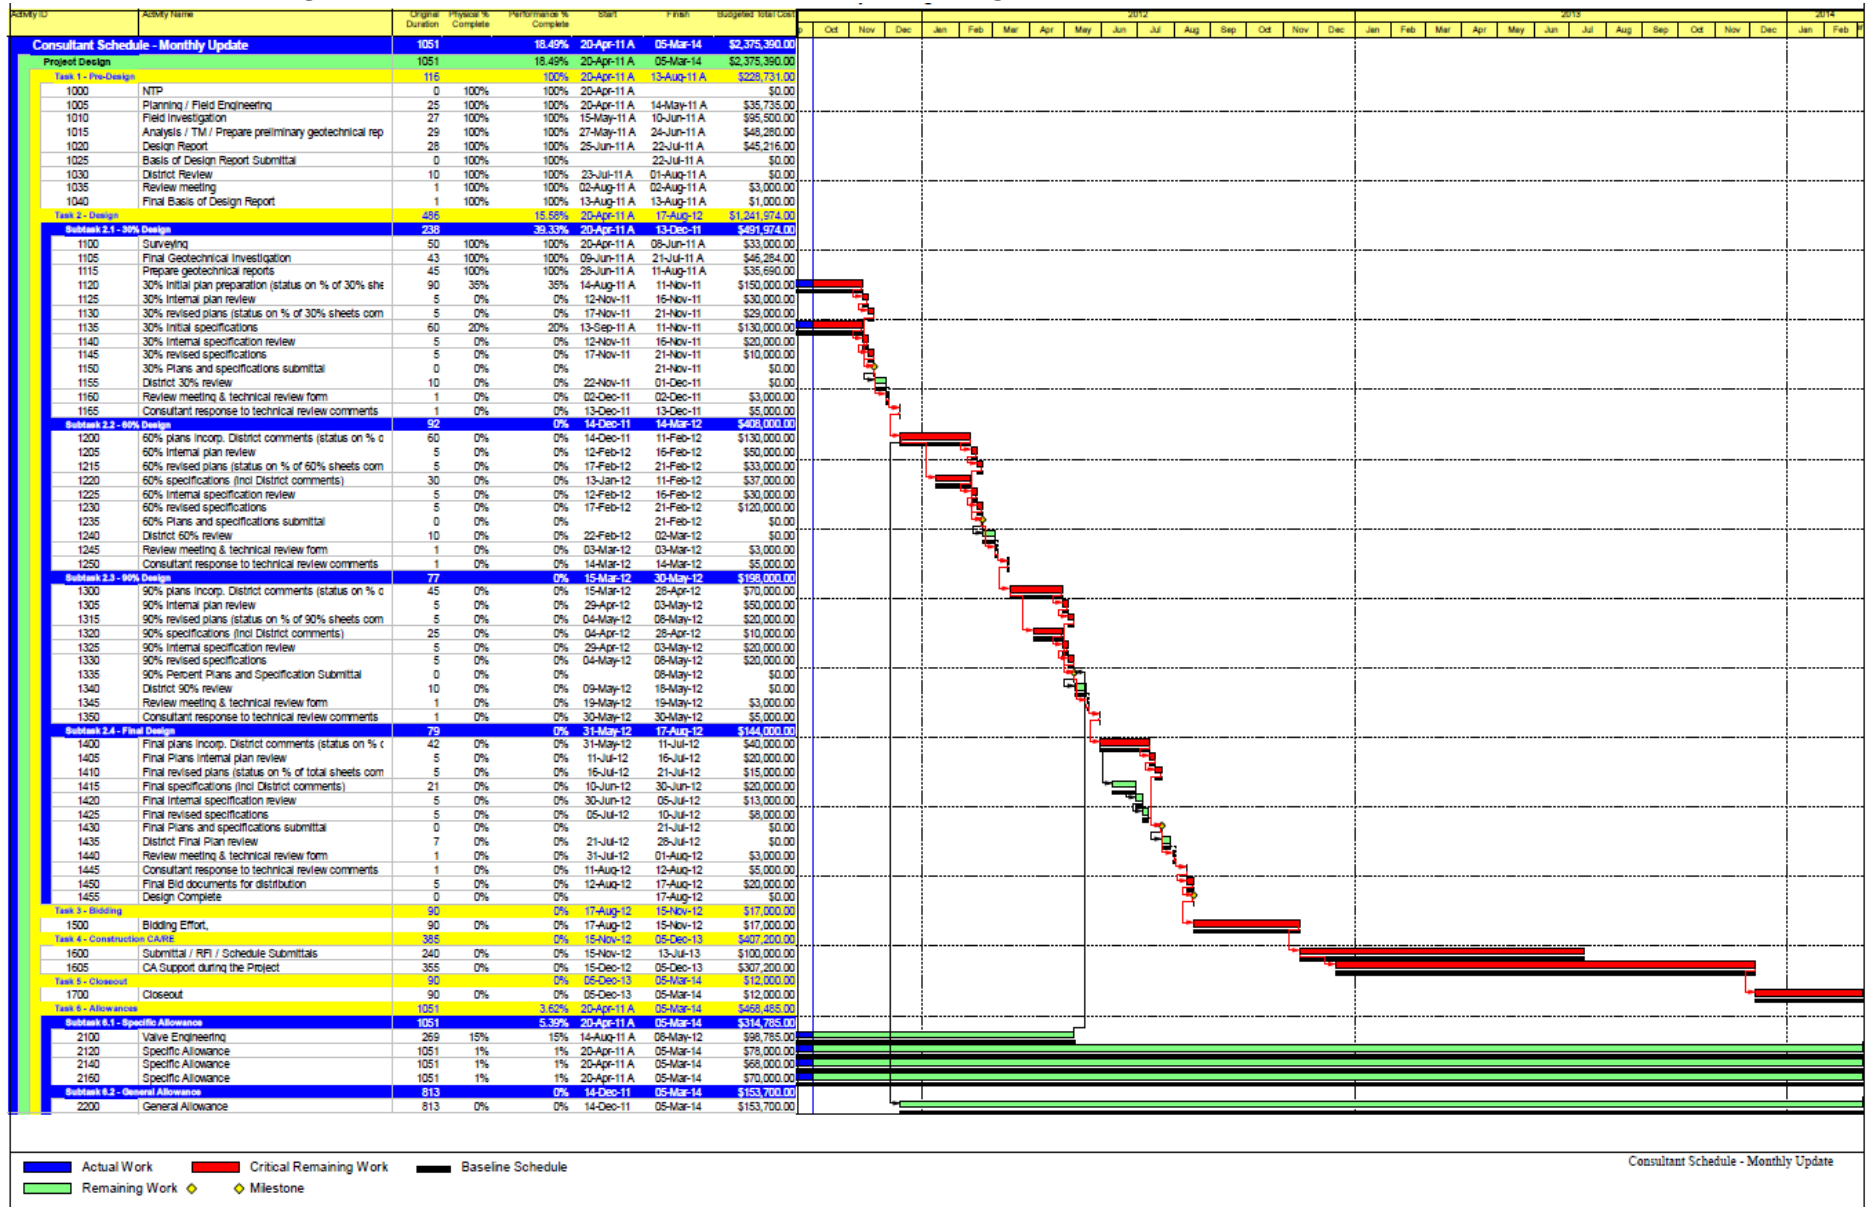 Activity ID Activity Name Original Duration Physical % Complete Performance % Complete Start Finish Budgeted Total Cost 2012 2013 2014
Oct Nov Dec Jan Feb Mar Apr May Jun Jul Aug Sep Oct Nov Dec Jan Feb Mar Apr May Jun Jul Aug Sep Oct Nov Dec Jan Feb
Consultant Schedule - Monthly Update 1051 18.49% 20-Apr-11 A 05-Mar-14 $2,375,390.00
Project Design 1051 18.49% 20-Apr-11 A 05-Mar-14 $2,375,390.00
Task 1 - Pre-Design 116 100% 20-Apr-11 A 13-Aug-11 A $228,731.00
1000 NTP 0 100% 100% 20-Apr-11 A $0.00
1005 Planning / Field Engineering 25 100% 100% 20-Apr-11 A 14-May-11 A $35,735.00
1010 Field Investigation 27 100% 100% 15-May-11 A 10-Jun-11 A $95,500.00
1015 Analysis / TM / Prepare preliminary geotechnical rep 29 100% 100% 27-May-11 A 24-Jun-11 A $48,280.00
1020 Design Report 28 100% 100% 25-Jun-11 A 22-Jul-11 A $45,216.00
1025 Basis of Design Report Submittal 0 100% 100% 22-Jul-11 A $0.00
1030 District Review 10 100% 100% 23-Jul-11 A 01-Aug-11 A $0.00
1035 Review meeting 1 100% 100% 02-Aug-11 A 02-Aug-11 A $3,000.00
1040 Final Basis of Design Report 1 100% 100% 13-Aug-11 A 13-Aug-11 A $1,000.00
Task 2 - Design 486 15.58% 20-Apr-11 A 17-Aug-12 $1,241,974.00
Subtask 2.1 - 30% Design 238 39.33% 20-Apr-11 A 13-Dec-11 $491,974.00
1100 Surveying 50 100% 100% 20-Apr-11 A 08-Jun-11 A $33,000.00
1105 Final Geotechnical Investigation 43 100% 100% 09-Jun-11 A 21-Jul-11 A $46,284.00
1115 Prepare geotechnical reports 45 100% 100% 28-Jun-11 A 11-Aug-11 A $35,690.00
1120 30% Initial plan preparation (status on % of 30% she 90 35% 35% 14-Aug-11 A 11-Nov-11 $150,000.00
1125 30% Internal plan review 5 0% 0% 12-Nov-11 16-Nov-11 $30,000.00
1130 30% revised plans (status on % of 30% sheets com 5 0% 0% 17-Nov-11 21-Nov-11 $29,000.00
1135 30% Initial specifications 60 20% 20% 13-Sep-11 A 11-Nov-11 $130,000.00
1140 30% Internal specification review 5 0% 0% 12-Nov-11 16-Nov-11 $20,000.00
1145 30% revised specifications 5 0% 0% 17-Nov-11 21-Nov-11 $10,000.00
1150 30% Plans and specifications submittal 0 0% 0% 21-Nov-11 $0.00
1155 District 30% review 10 0% 0% 22-Nov-11 01-Dec-11 $0.00
1160 Review meeting & technical review form 1 0% 0% 02-Dec-11 02-Dec-11 $3,000.00
1165 Consultant response to technical review comments 1 0% 0% 13-Dec-11 13-Dec-11 $5,000.00
Subtask 2.2 - 60% Design 92 0% 14-Dec-11 14-Mar-12 $408,000.00
1200 60% plans Incorp. District comments (status on % o 60 0% 0% 14-Dec-11 11-Feb-12 $130,000.00
1205 60% Internal plan review 5 0% 0% 12-Feb-12 16-Feb-12 $50,000.00
1215 60% revised plans (status on % of 60% sheets com 5 0% 0% 17-Feb-12 21-Feb-12 $33,000.00
1220 60% specifications (incl District comments) 30 0% 0% 13-Jan-12 11-Feb-12 $37,000.00
1225 60% Internal specification review 5 0% 0% 12-Feb-12 16-Feb-12 $30,000.00
1230 60% revised specifications 5 0% 0% 17-Feb-12 21-Feb-12 $120,000.00
1235 60% Plans and specifications submittal 0 0% 0% 21-Feb-12 $0.00
1240 District 60% review 10 0% 0% 22-Feb-12 02-Mar-12 $0.00
1245 Review meeting & technical review form 1 0% 0% 03-Mar-12 03-Mar-12 $3,000.00
1250 Consultant response to technical review comments 1 0% 0% 14-Mar-12 14-Mar-12 $5,000.00
Subtask 2.3 - 90% Design 77 0% 15-Mar-12 30-May-12 $198,000.00
1300 90% plans Incorp. District comments (status on % o 45 0% 0% 15-Mar-12 28-Apr-12 $70,000.00
1305 90% Internal plan review 5 0% 0% 29-Apr-12 03-May-12 $50,000.00
1315 90% revised plans (status on % of 90% sheets com 5 0% 0% 04-May-12 08-May-12 $20,000.00
1320 90% specifications (incl District comments) 25 0% 0% 04-Apr-12 28-Apr-12 $10,000.00
1325 90% Internal specification review 5 0% 0% 29-Apr-12 03-May-12 $20,000.00
1330 90% revised specifications 5 0% 0% 04-May-12 08-May-12 $20,000.00
1335 90% Percent Plans and Specification Submittal 0 0% 0% 08-May-12 $0.00
1340 District 90% review 10 0% 0% 09-May-12 18-May-12 $0.00
1345 Review meeting & technical review form 1 0% 0% 19-May-12 19-May-12 $3,000.00
1350 Consultant response to technical review comments 1 0% 0% 30-May-12 30-May-12 $5,000.00
Subtask 2.4 - Final Design 79 0% 31-May-12 17-Aug-12 $144,000.00
1400 Final plans Incorp. District comments (status on % c 42 0% 0% 31-May-12 11-Jul-12 $40,000.00
1405 Final Plans Internal plan review 5 0% 0% 11-Jul-12 16-Jul-12 $20,000.00
1410 Final revised plans (status on % of total sheets com 5 0% 0% 16-Jul-12 21-Jul-12 $15,000.00
1415 Final specifications (incl District comments) 21 0% 0% 10-Jun-12 30-Jun-12 $20,000.00
1420 Final Internal specification review 5 0% 0% 30-Jun-12 05-Jul-12 $13,000.00
1425 Final revised specifications 5 0% 0% 05-Jul-12 10-Jul-12 $8,000.00
1430 Final Plans and specifications submittal 0 0% 0% 21-Jul-12 $0.00
1435 District Final Plan review 7 0% 0% 21-Jul-12 28-Jul-12 $0.00
1440 Review meeting & technical review form 1 0% 0% 31-Jul-12 01-Aug-12 $3,000.00
1445 Consultant response to technical review comments 1 0% 0% 11-Aug-12 12-Aug-12 $5,000.00
1450 Final Bid documents for distribution 5 0% 0% 12-Aug-12 17-Aug-12 $20,000.00
1455 Design Complete 0 0% 0% 17-Aug-12 $0.00
Task 3 - Bidding 90 0% 17-Aug-12 15-Nov-12 $17,000.00
1500 Bidding Effort, 90 0% 0% 17-Aug-12 15-Nov-12 $17,000.00
Task 4 - Construction CA/RE 385 0% 15-Nov-12 05-Dec-13 $407,200.00
1600 Submittal / RFI / Schedule Submittals 240 0% 0% 15-Nov-12 13-Jul-13 $100,000.00
1605 CA Support during the Project 355 0% 0% 15-Dec-12 05-Dec-13 $307,200.00
Task 5 - Closeout 90 0% 05-Dec-13 05-Mar-14 $12,000.00
1700 Closeout 90 0% 0% 05-Dec-13 05-Mar-14 $12,000.00
Task 6 - Allowances 1051 3.62% 20-Apr-11 A 05-Mar-14 $468,485.00
Subtask 6.1 - Specific Allowance 1051 5.39% 20-Apr-11 A 05-Mar-14 $314,785.00
2100 Valve Engineering 269 15% 15% 14-Aug-11 A 08-May-12 $98,785.00
2120 Specific Allowance 1051 1% 1% 20-Apr-11 A 05-Mar-14 $78,000.00
2140 Specific Allowance 1051 1% 1% 20-Apr-11 A 05-Mar-14 $68,000.00
2160 Specific Allowance 1051 1% 1% 20-Apr-11 A 05-Mar-14 $70,000.00
Subtask 6.2 - General Allowance 813 0% 14-Dec-11 05-Mar-14 $153,700.00
2200 General Allowance 813 0% 0% 14-Dec-11 05-Mar-14 $153,700.00
Actual Work Critical Remaining Work Baseline Schedule Consultant Schedule - Monthly Update
Remaining Work Milestone